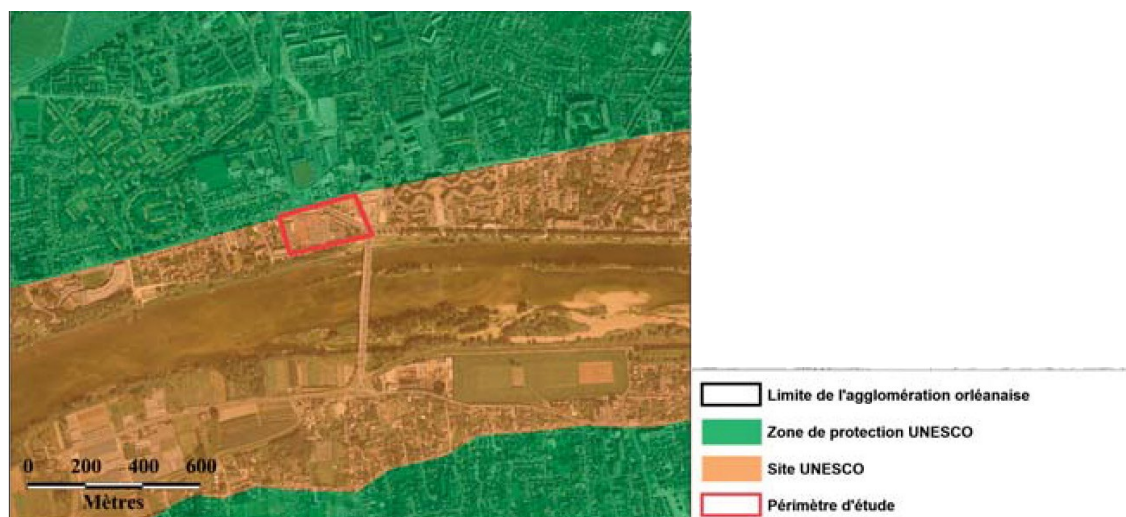 0 200 400 600
Mètres
Limite de l'agglomération orléanaise
Zone de protection UNESCO
Site UNESCO
Périmètre d'étude